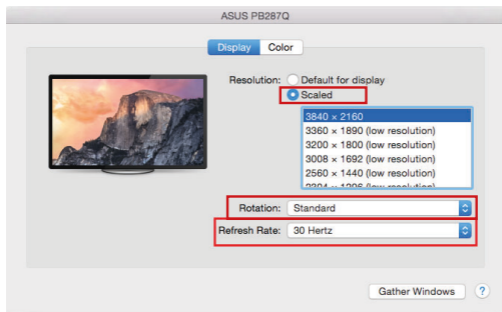 ASUS PB287Q
Display Color
Resolution: Default for display
Scaled
3840 × 2160
3360 × 1890 (low resolution)
3200 × 1800 (low resolution)
3008 × 1692 (low resolution)
2560 × 1440 (low resolution)
Rotation: Standard
Refresh Rate: 30 Hertz
Gather Windows ?